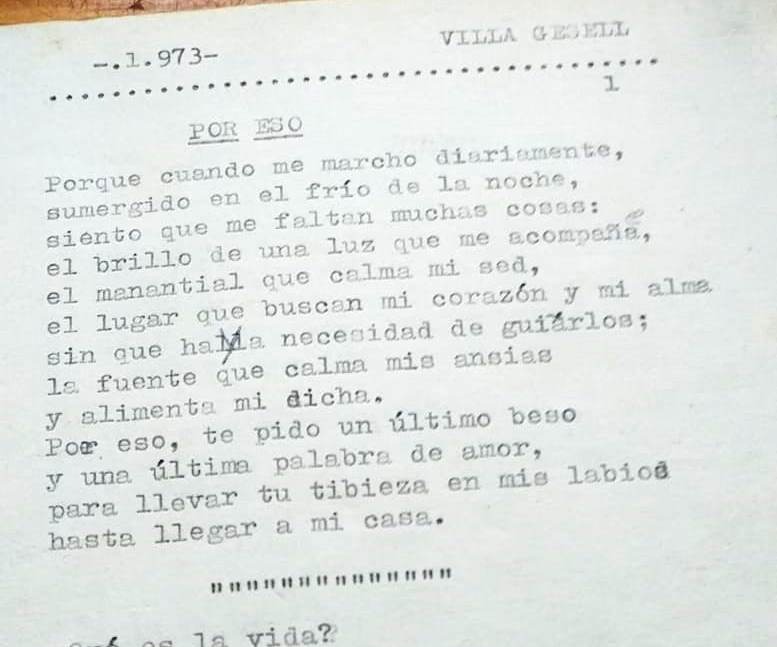 VILLA GESELL
-.1.973-
1
POR ESO
Porque cuando me marcho diariamente,
sumergido en el frío de la noche,
siento que me faltan muchas cosas:
el brillo de una luz que me acompaña,
el manantial que calma mi sed,
el lugar que buscan mi corazón y mi alma
sin que haya necesidad de guiárlos;
la fuente que calma mis ansias
y alimenta mi dicha.
Por eso, te pido un último beso
y una última palabra de amor,
para llevar tu tibieza en mis labios
hasta llegar a mi casa.
""""""""""""""
es la vida?